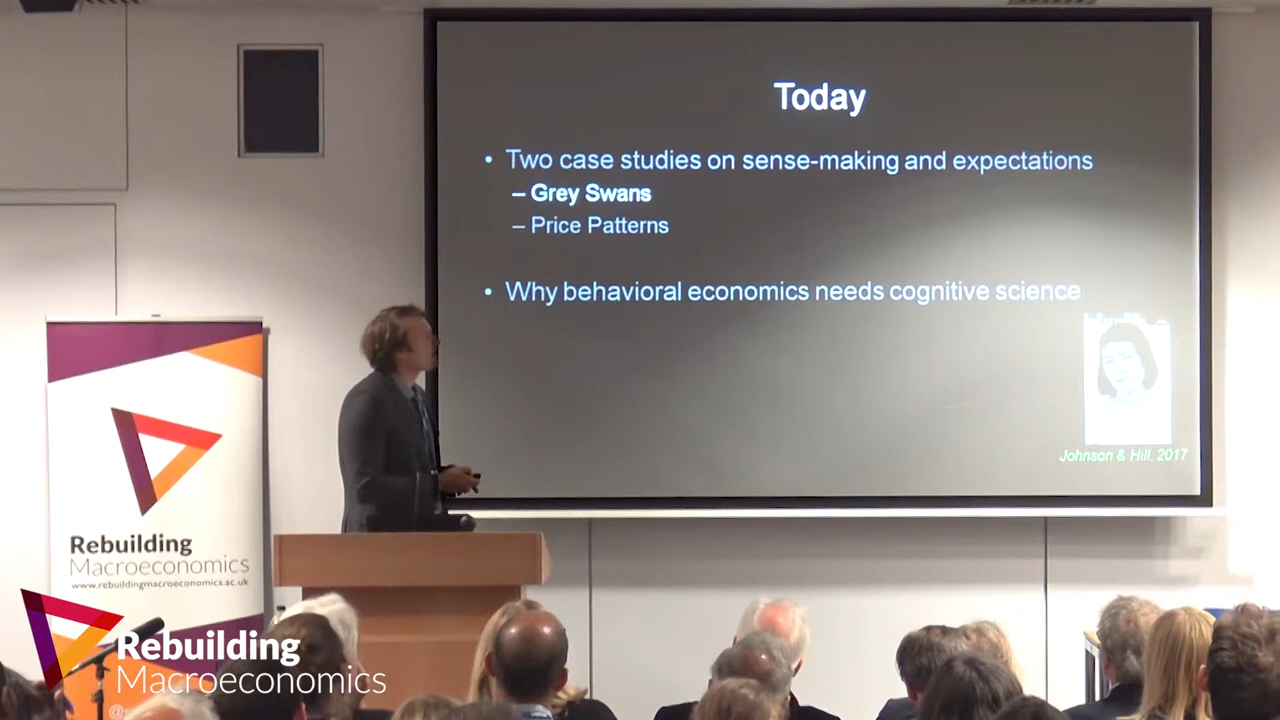 Today
• Two case studies on sense-making and expectations
– Grey Swans
– Price Patterns
• Why behavioral economics needs cognitive science
Johnson & Hill, 2017
Rebuilding
Macroeconomics
www.rebuildingmacroeconomics.ac.uk
Rebuilding
Macroeconomics